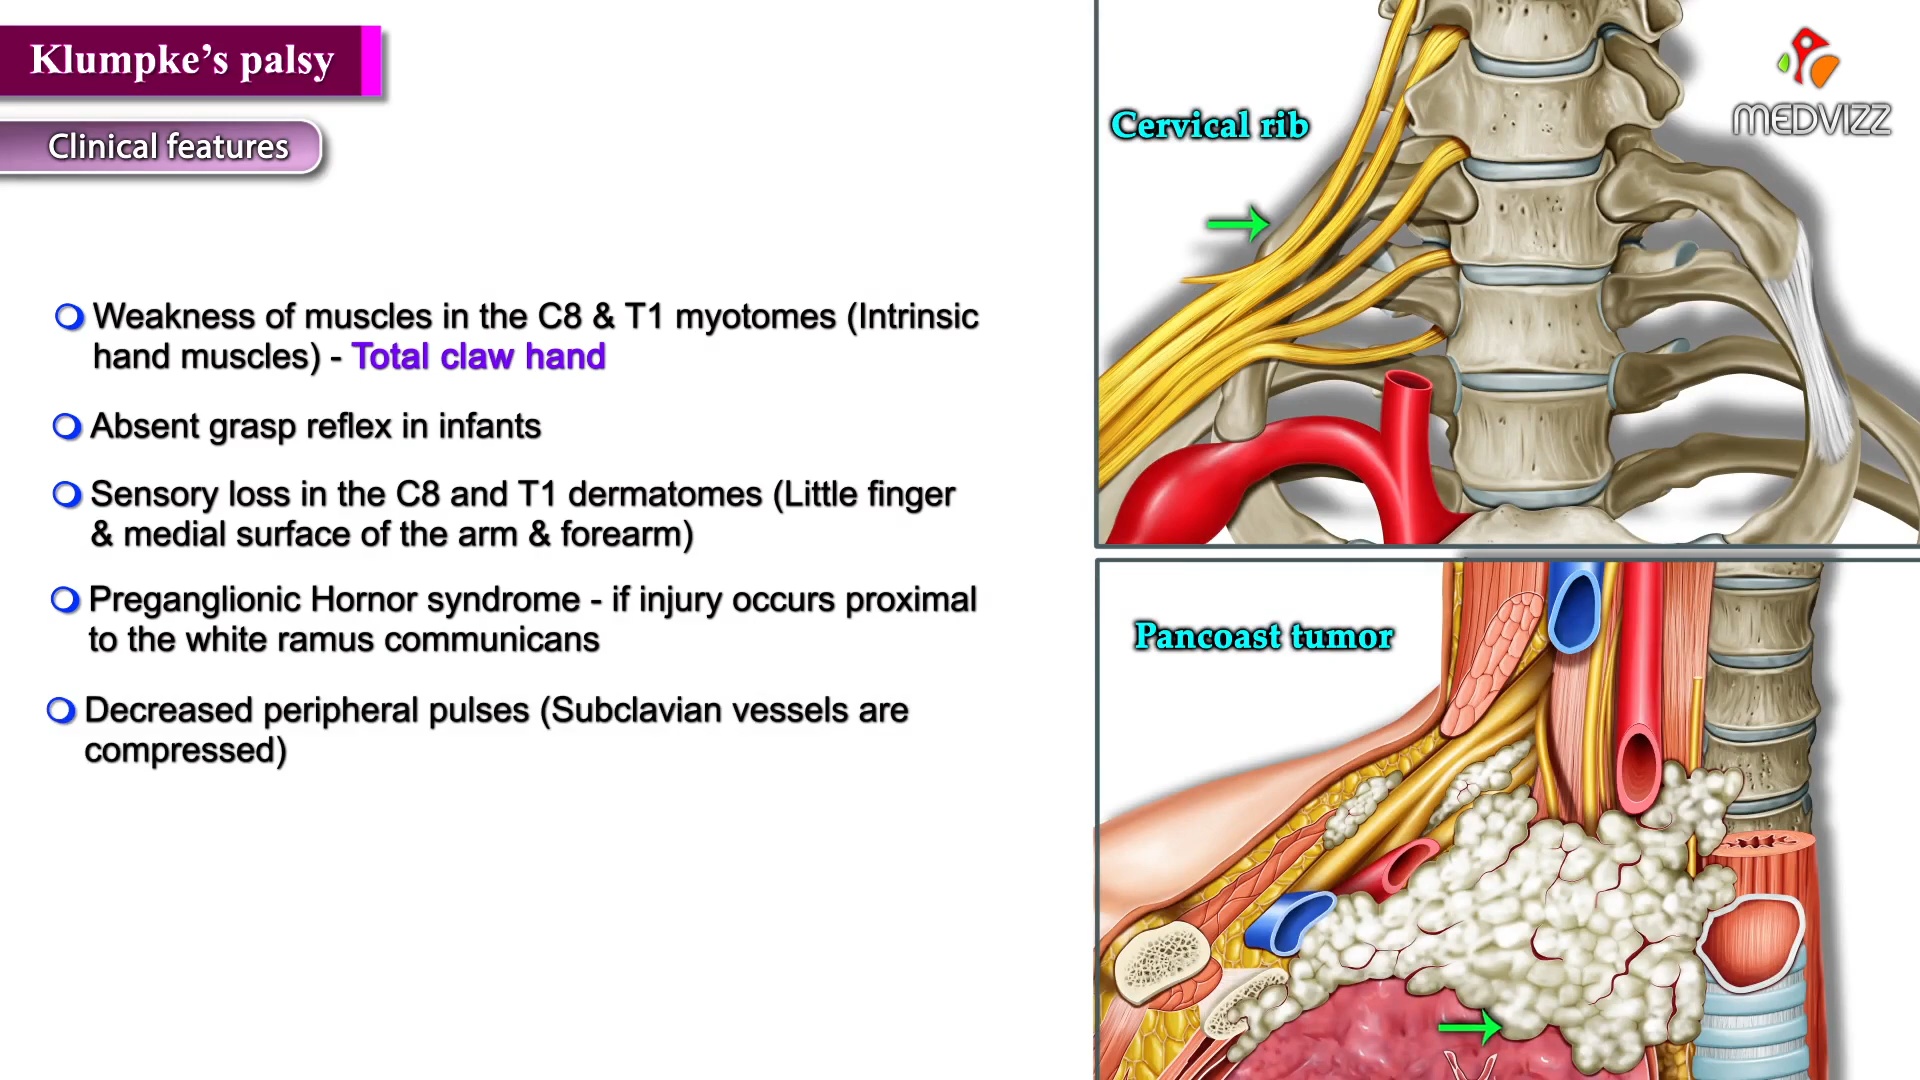 Klumpke's palsy
Clinical features
Weakness of muscles in the C8 & T1 myotomes (Intrinsic
hand muscles) - Total claw hand
Absent grasp reflex in infants
Sensory loss in the C8 and T1 dermatomes (Little finger
& medial surface of the arm & forearm)
Preganglionic Hornor syndrome - if injury occurs proximal
to the white ramus communicans
Decreased peripheral pulses (Subclavian vessels are
compressed)
Cervical rib
MEDVIZZ
Pancoast tumor